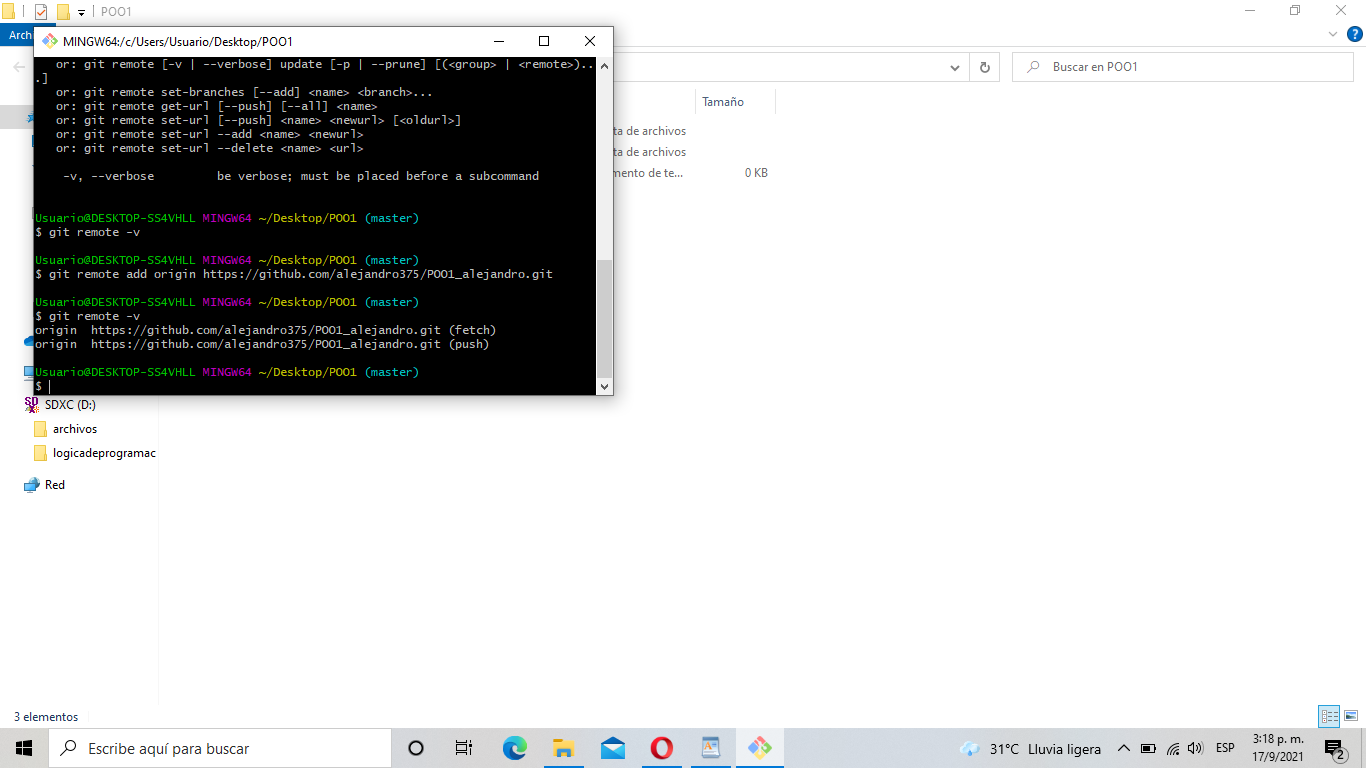 POO1
Archi
MINGW64:/c/Users/Usuario/Desktop/POO1
or: git remote [-v | --verbose] update [-p | --prune] [(<group> | <remote>)..
.]
or: git remote set-branches [--add] <name> <branch>...
or: git remote get-url [--push] [--all] <name>
or: git remote set-url [--push] <name> <newurl> [<oldurl>]
or: git remote set-url --add <name> <newurl>
or: git remote set-url --delete <name> <url>
-v, --verbose be verbose; must be placed before a subcommand
Usuario@DESKTOP-SS4VHLL MINGW64 ~/Desktop/POO1 (master)
$ git remote -v
Usuario@DESKTOP-SS4VHLL MINGW64 ~/Desktop/POO1 (master)
$ git remote add origin https://github.com/alejandro375/POO1_alejandro.git
Usuario@DESKTOP-SS4VHLL MINGW64 ~/Desktop/POO1 (master)
$ git remote -v
origin https://github.com/alejandro375/POO1_alejandro.git (fetch)
origin https://github.com/alejandro375/POO1_alejandro.git (push)
Usuario@DESKTOP-SS4VHLL MINGW64 ~/Desktop/POO1 (master)
$
Buscar en POO1
Tamaño
ta de archivos
ta de archivos
mento de te... 0 KB
SDXC (D:)
archivos
logicadeprogramac
Red
3 elementos
Escribe aquí para buscar
31°C Lluvia ligera
ESP
3:18 p. m.
17/9/2021
2